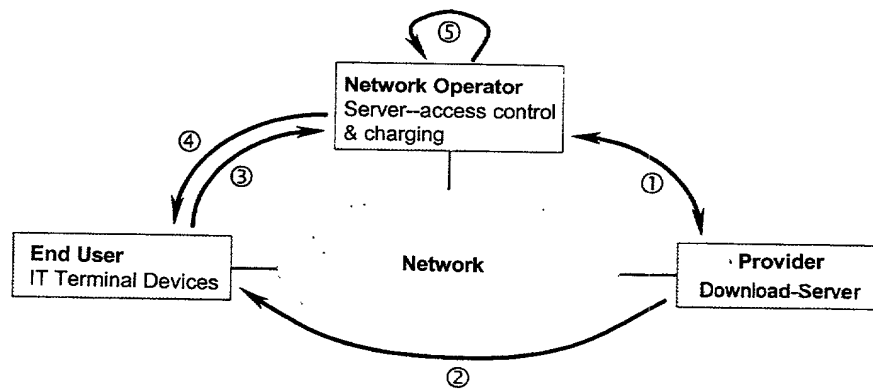 ⑤
Network Operator
Server--access control
& charging
④
③
①
End User
IT Terminal Devices
Network
Provider
Download-Server
②